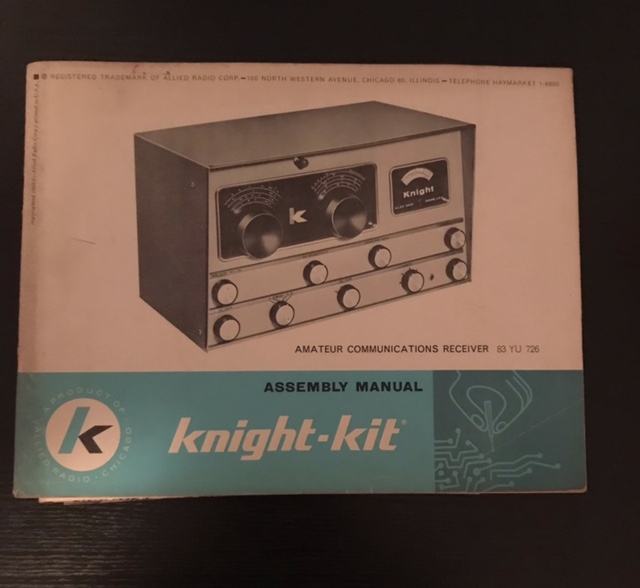 ® REGISTERED TRADEMARK OF ALLIED RADIO CORP.—100 NORTH WESTERN AVENUE, CHICAGO 80, ILLINOIS — TELEPHONE HAYMARKET 1-6800
k
Knight
AMATEUR COMMUNICATIONS RECEIVER 83 YU 726
ASSEMBLY MANUAL
A PRODUCT OF
k
ALLIED RADIO · CHICAGO
knight-kit®